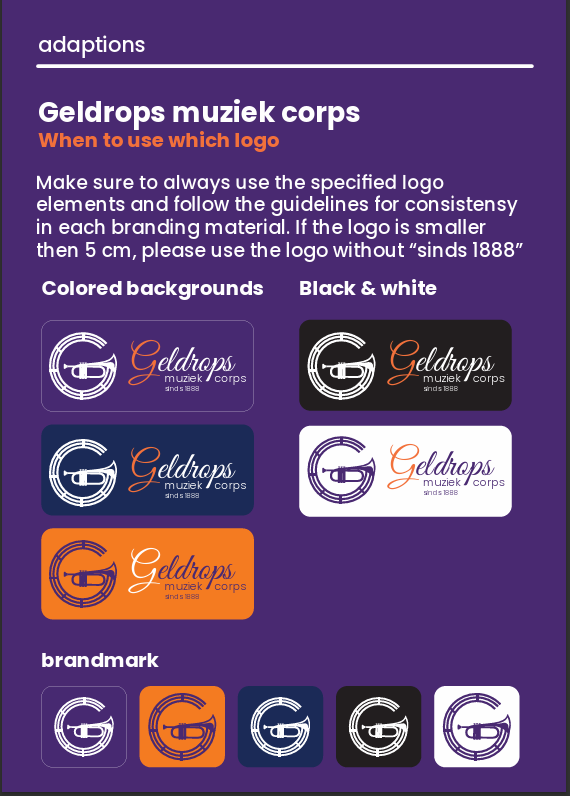 adaptions
Geldrops muziek corps
When to use which logo
Make sure to always use the specified logo
elements and follow the guidelines for consistensy
in each branding material. If the logo is smaller
then 5 cm, please use the logo without “sinds 1888”
Colored backgrounds
Geldrops
muziek corps
sinds 1888
Geldrops
muziek corps
sinds 1888
Geldrops
muziek corps
sinds 1888
Black & white
Geldrops
muziek corps
sinds 1888
Geldrops
muziek corps
sinds 1888
brandmark